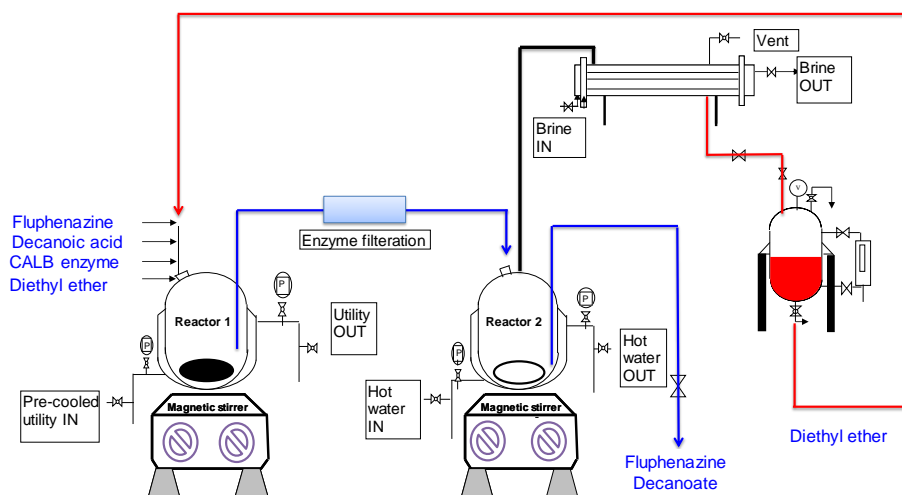 Vent
Brine
OUT
Brine
IN
V
Fluphenazine
Decanoic acid
CALB enzyme
Diethyl ether
Enzyme filteration
P
P
Reactor 1
Utility
OUT
Pre-cooled
utility IN
Magnetic stirrer
P
P
Reactor 2
Hot
water
OUT
Hot
water
IN
Magnetic stirrer
Fluphenazine
Decanoate
Diethyl ether